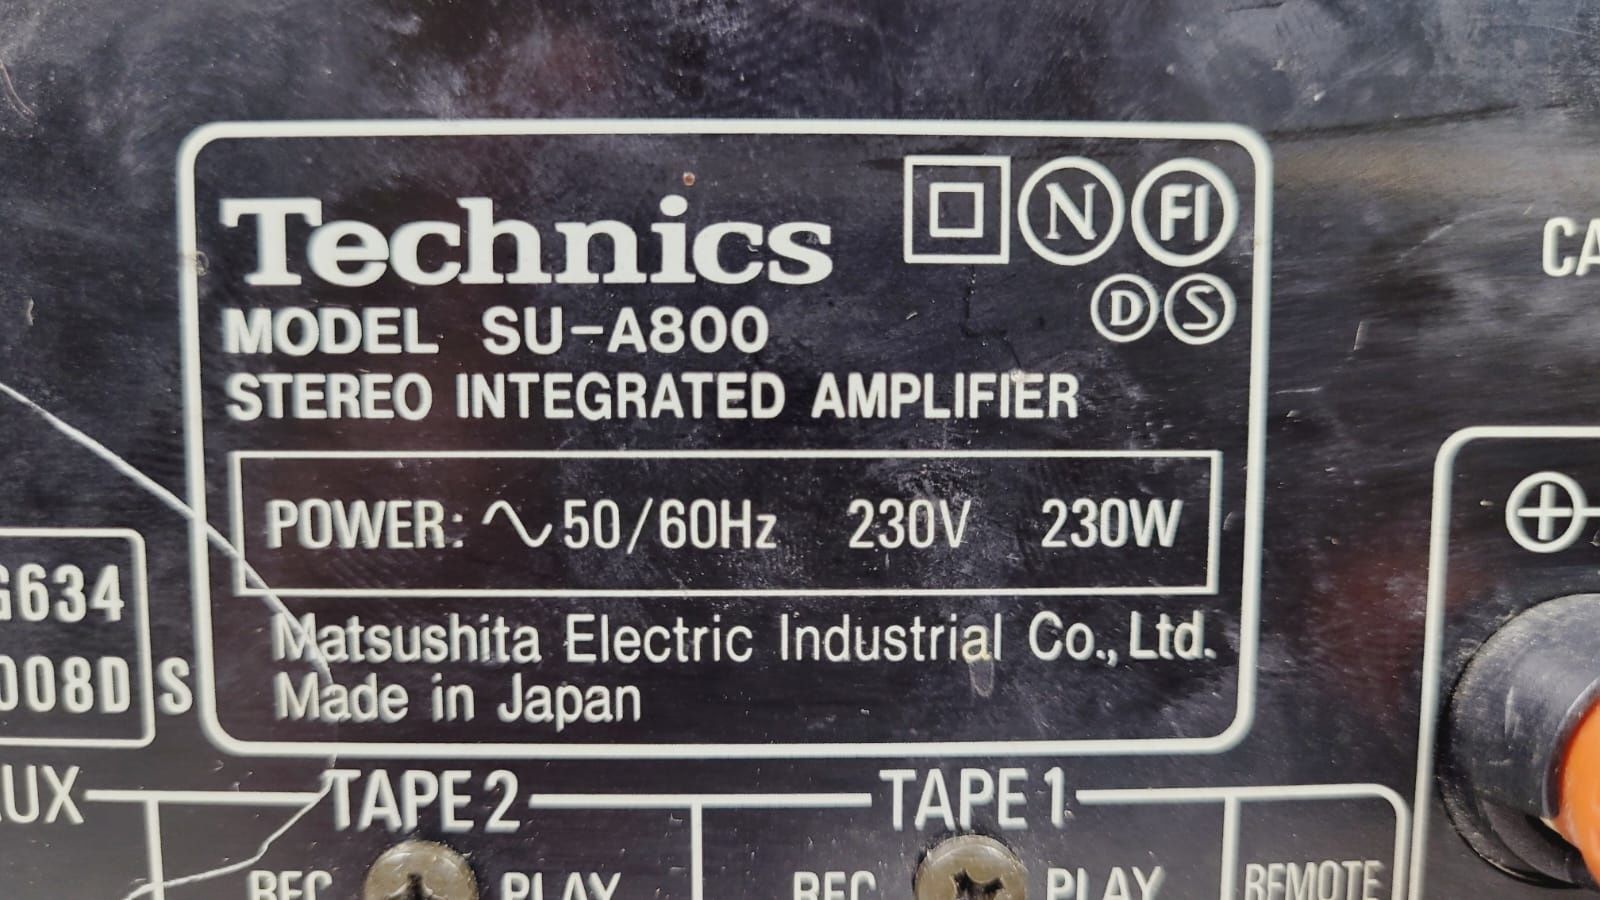 Technics
N FI
D S
MODEL SU-A800
STEREO INTEGRATED AMPLIFIER
POWER: ∿ 50/60Hz 230V 230W
Matsushita Electric Industrial Co., Ltd.
Made in Japan
G634
008D S
UX TAPE 2 TAPE 1
REC PLAY REC PLAY REMOTE
CA